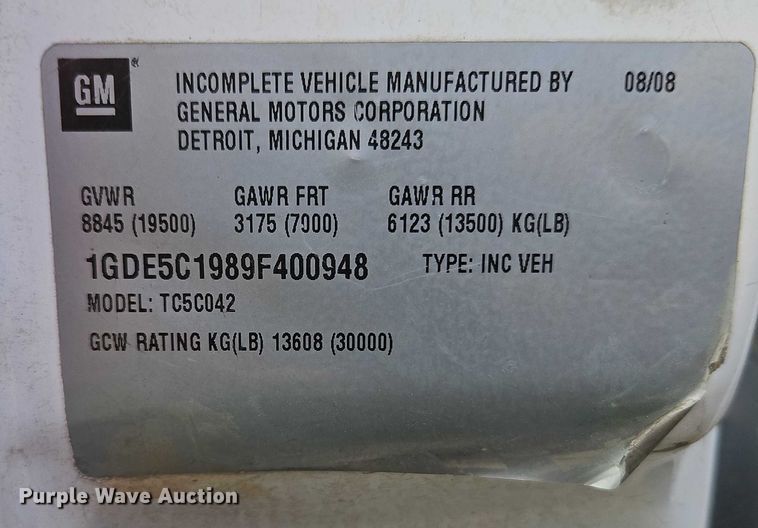 GM ® INCOMPLETE VEHICLE MANUFACTURED BY 08/08
GENERAL MOTORS CORPORATION
DETROIT, MICHIGAN 48243
GVWR GAWR FRT GAWR RR
8845 (19500) 3175 (7000) 6123 (13500) KG(LB)
1GDE5C1989F400948 TYPE: INC VEH
MODEL: TC5C042
GCW RATING KG(LB) 13608 (30000)
Purple Wave Auction